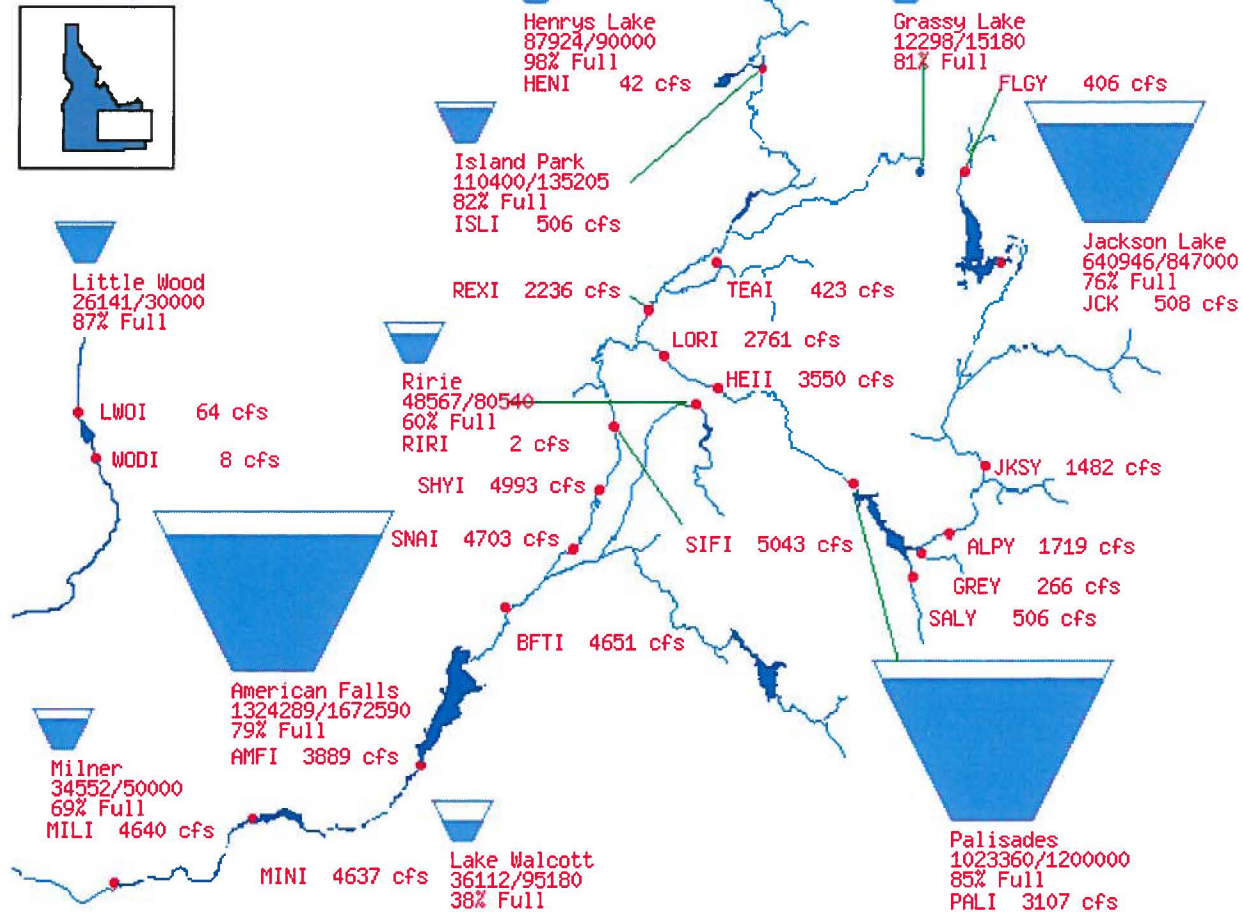 Henrys Lake
87924/90000
98% Full
HENI 42 cfs
Grassy Lake
12298/15180
81% Full
FLGY 406 cfs
Island Park
110400/135205
82% Full
ISLI 506 cfs
Jackson Lake
640946/847000
76% Full
JCK 508 cfs
Little Wood
26141/30000
87% Full
REXI 2236 cfs
TEAI 423 cfs
LORI 2761 cfs
HEII 3550 cfs
Ririe
48567/80540
60% Full
RIRI 2 cfs
LWOI 64 cfs
WODI 8 cfs
JKSY 1482 cfs
SHYI 4993 cfs
SNAI 4703 cfs
SIFI 5043 cfs
ALPY 1719 cfs
GREY 266 cfs
SALY 506 cfs
BFTI 4651 cfs
American Falls
1324289/1672590
79% Full
AMFI 3889 cfs
Milner
34552/50000
69% Full
MILI 4640 cfs
MINI 4637 cfs
Lake Walcott
36112/95180
38% Full
Palisades
1023360/1200000
85% Full
PALI 3107 cfs